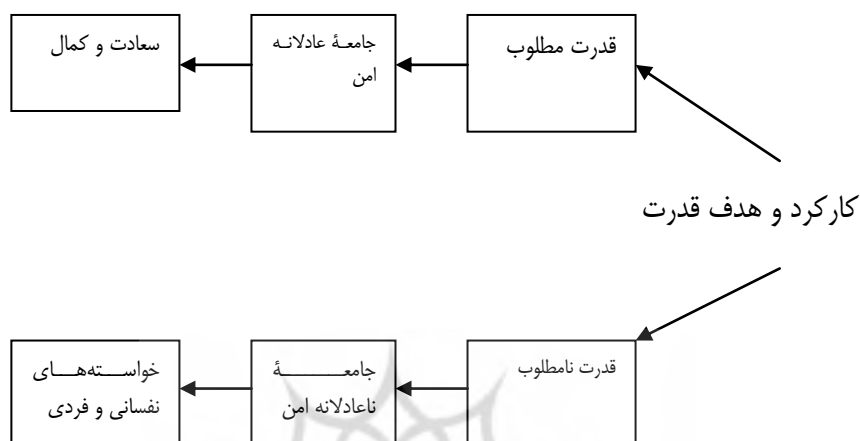 قدرت مطلوب
جامعهٔ عادلانه
امن
سعادت و کمال
کارکرد و هدف قدرت
قدرت نامطلوب
جامعهٔ
ناعادلانه امن
خواسته‌های
نفسانی و فردی